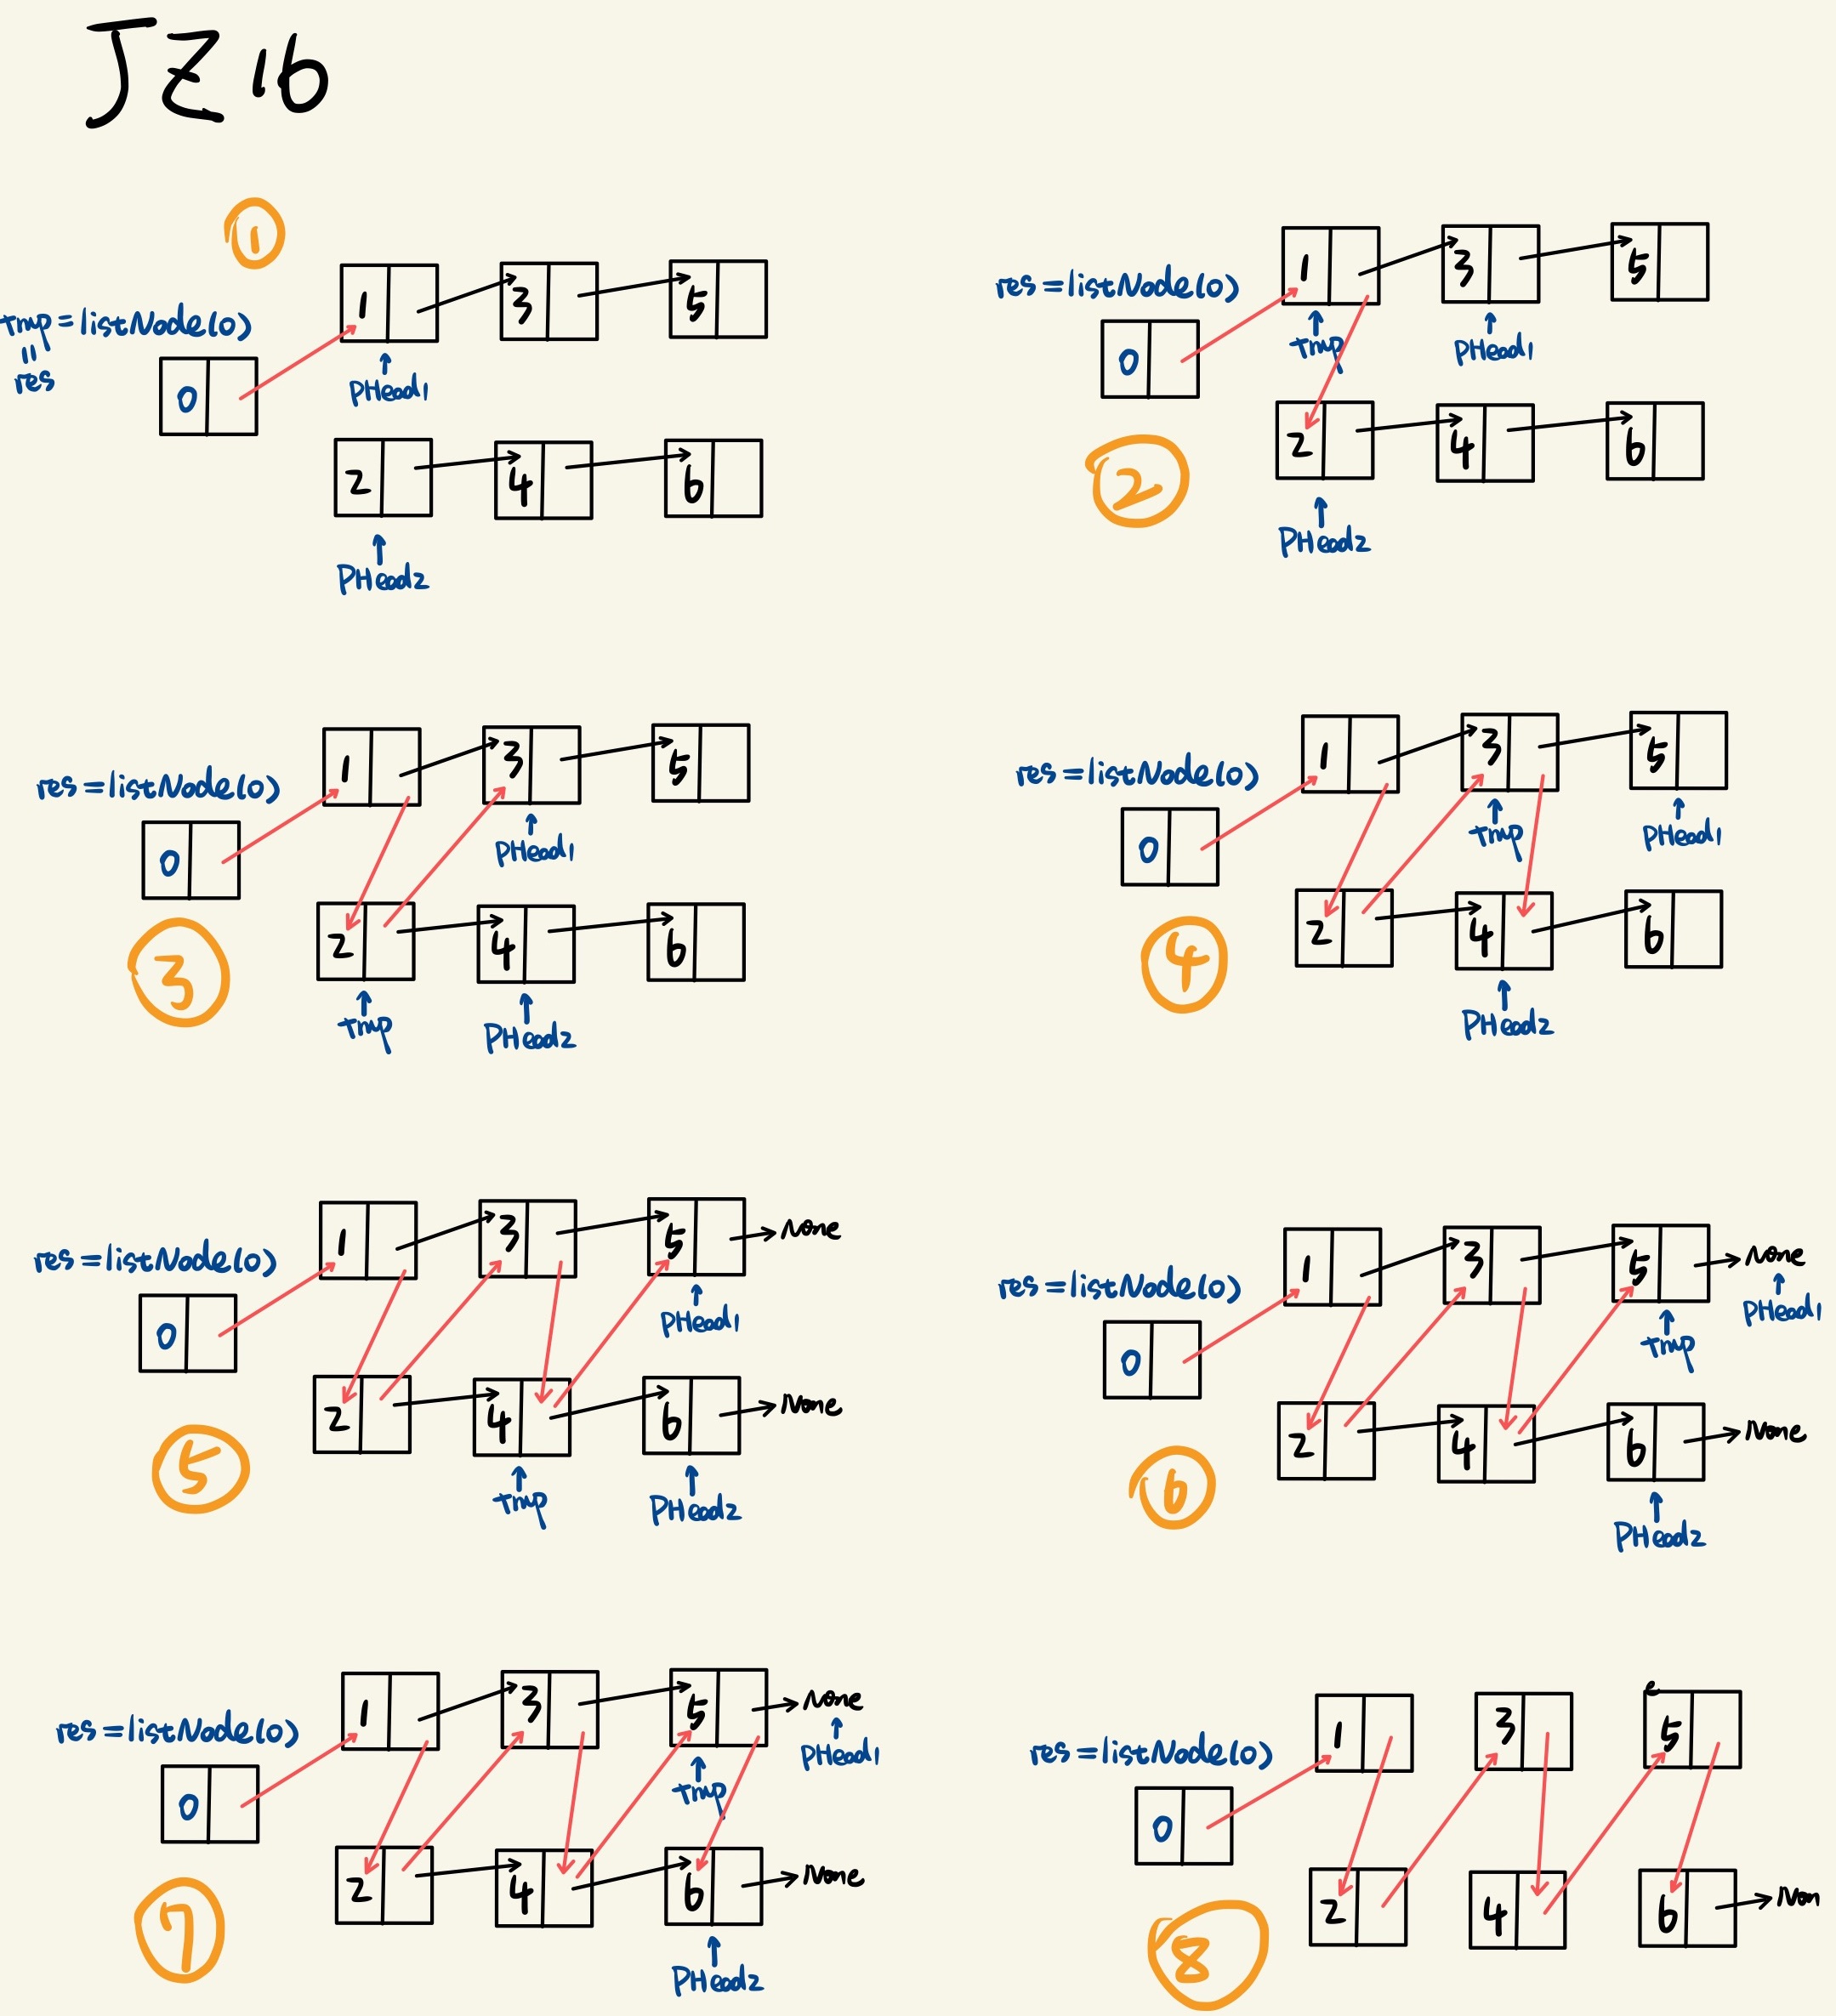 JZ16
①
tmp = listNode(0)
=
res
0
1 3 5
PHead1
2 4 6
PHead2
②
res = listNode(0)
0
1 3 5
tmp PHead1
2 4 6
PHead2
③
res = listNode(0)
0
1 3 5
PHead1
2 4 6
tmp PHead2
④
res = listNode(0)
0
1 3 5
tmp PHead1
2 4 6
PHead2
⑤
res = listNode(0)
0
1 3 5 None
PHead1
2 4 6 None
tmp PHead2
⑥
res = listNode(0)
0
1 3 5 None
tmp PHead1
2 4 6 None
PHead2
⑦
res = listNode(0)
0
1 3 5 None
tmp PHead1
2 4 6 None
PHead2
⑧
res = listNode(0)
0
1 3 5
2 4 6 Non